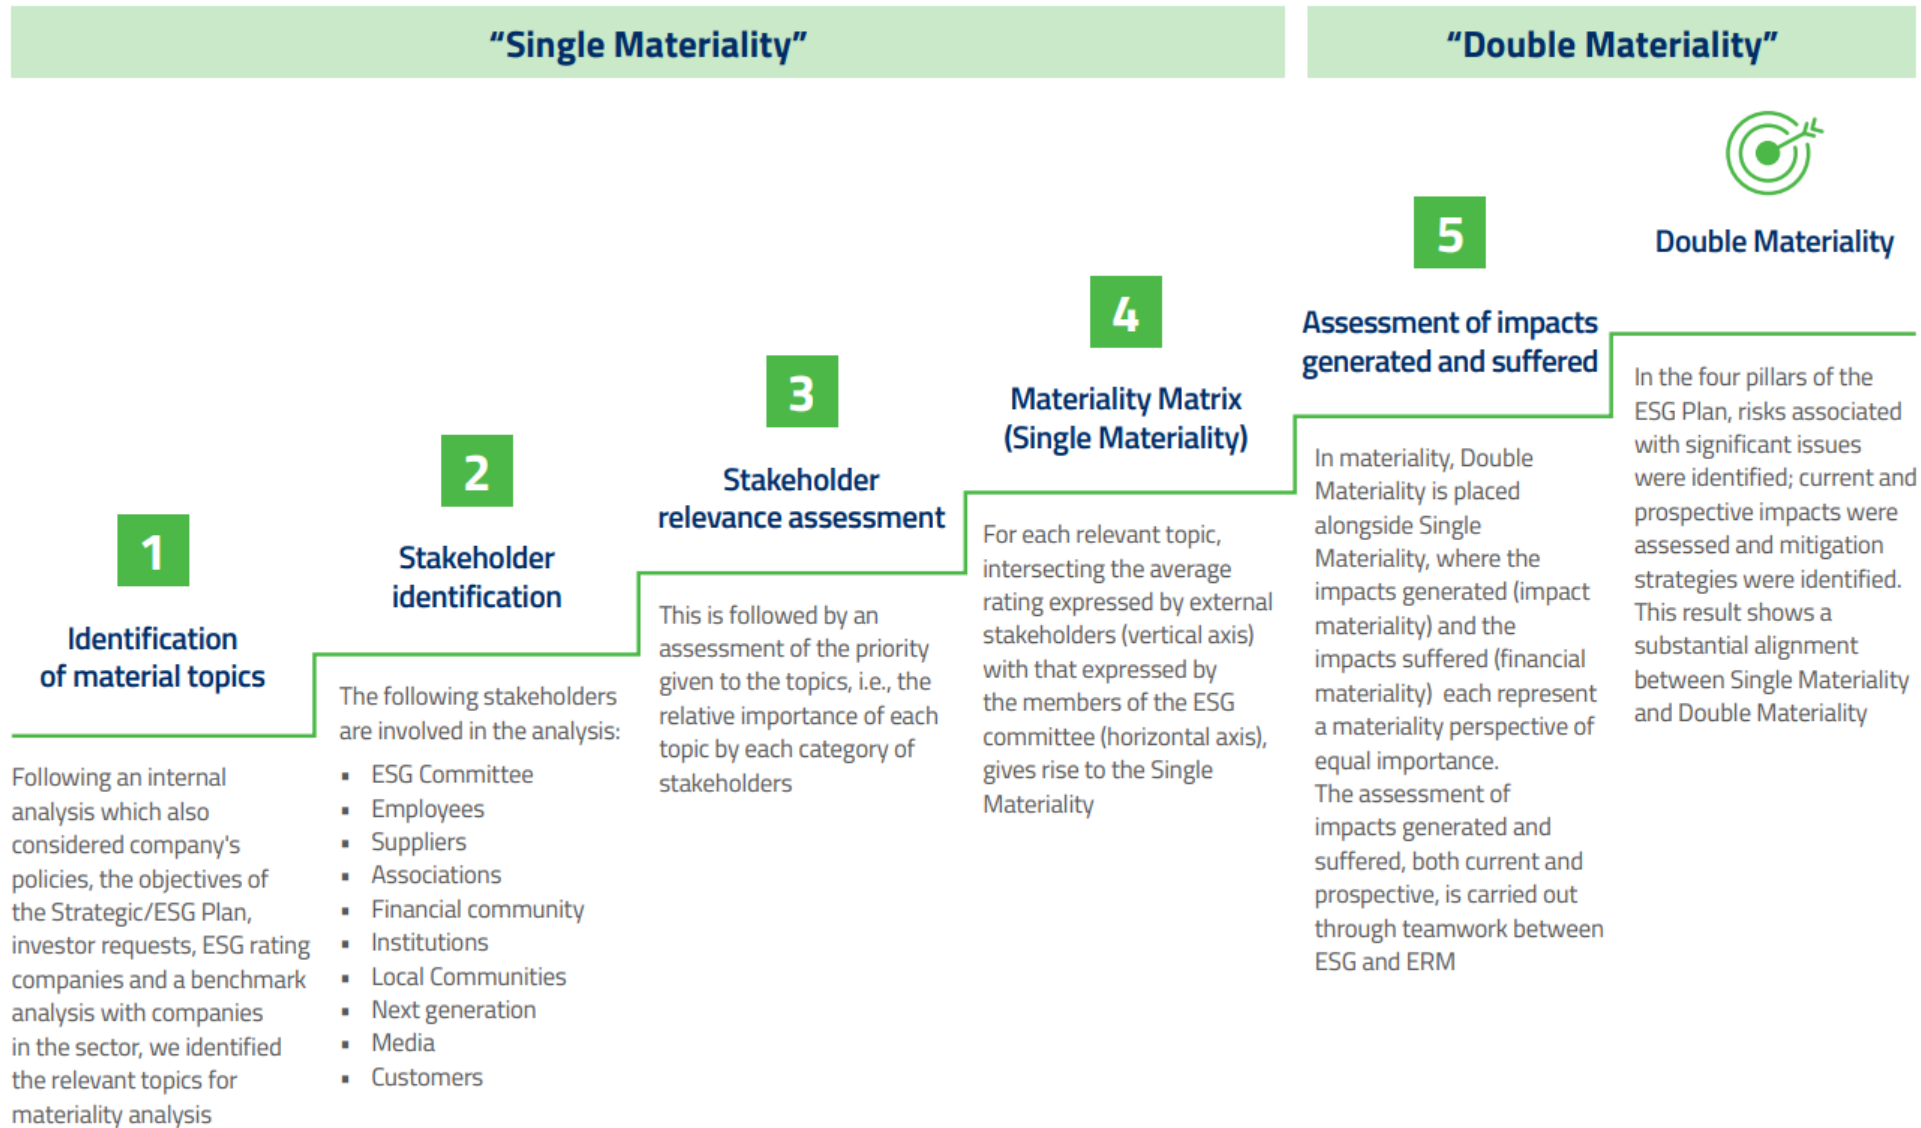 “Single Materiality”
“Double Materiality”
1
Identification
of material topics
Following an internal
analysis which also
considered company's
policies, the objectives of
the Strategic/ESG Plan,
investor requests, ESG rating
companies and a benchmark
analysis with companies
in the sector, we identified
the relevant topics for
materiality analysis
2
Stakeholder
identification
The following stakeholders
are involved in the analysis:
▪ ESG Committee
▪ Employees
▪ Suppliers
▪ Associations
▪ Financial community
▪ Institutions
▪ Local Communities
▪ Next generation
▪ Media
▪ Customers
3
Stakeholder
relevance assessment
This is followed by an
assessment of the priority
given to the topics, i.e., the
relative importance of each
topic by each category of
stakeholders
4
Materiality Matrix
(Single Materiality)
For each relevant topic,
intersecting the average
rating expressed by external
stakeholders (vertical axis)
with that expressed by
the members of the ESG
committee (horizontal axis),
gives rise to the Single
Materiality
5
Assessment of impacts
generated and suffered
In materiality, Double
Materiality is placed
alongside Single
Materiality, where the
impacts generated (impact
materiality) and the
impacts suffered (financial
materiality) each represent
a materiality perspective of
equal importance.
The assessment of
impacts generated and
suffered, both current and
prospective, is carried out
through teamwork between
ESG and ERM
Double Materiality
In the four pillars of the
ESG Plan, risks associated
with significant issues
were identified; current and
prospective impacts were
assessed and mitigation
strategies were identified.
This result shows a
substantial alignment
between Single Materiality
and Double Materiality